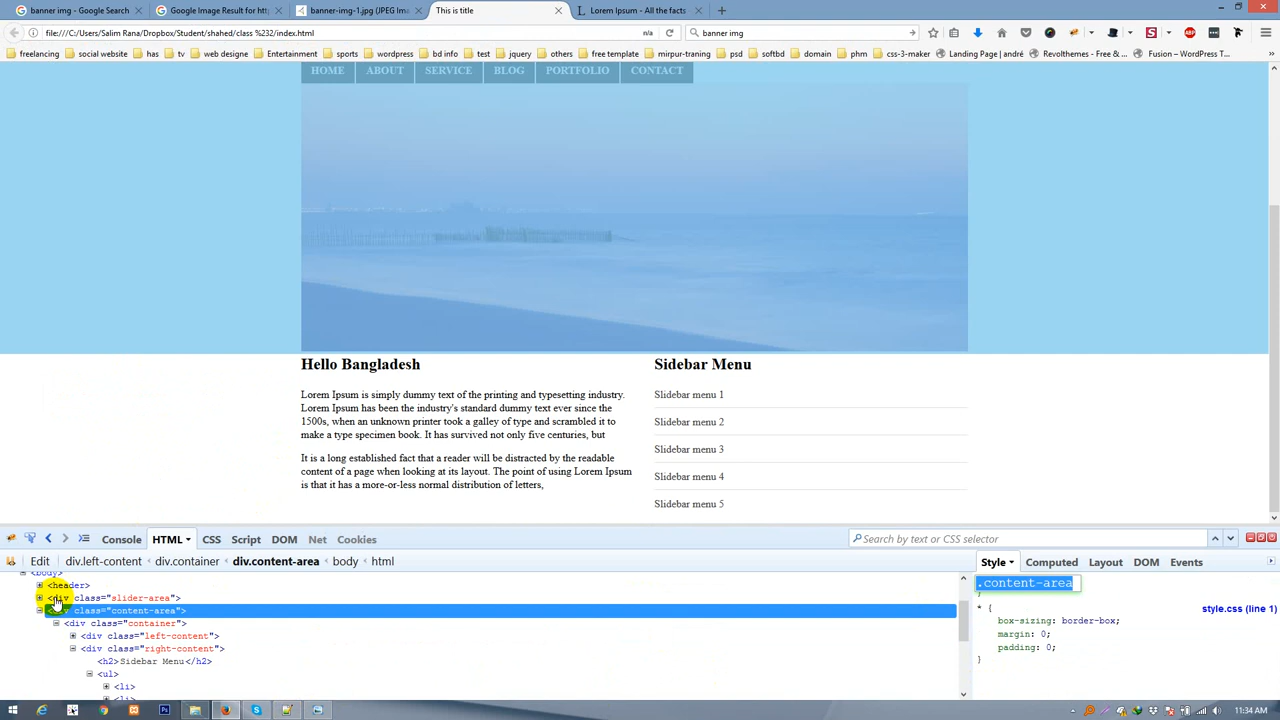 banner img - Google Search
Google Image Result for htt
banner-img-1.jpg (JPEG Ima
This is title
Lorem Ipsum - All the facts
file:///C:/Users/Salim Rana/Dropbox/Student/shahed/class %232/index.html
n/a
banner img
freelancing
social website
bd
tv
web designe
Entertainment
sports
wordpress
bd info
test
jquery
others
free template
mirpur-traning
psd
softbd
domain
phm
css-3-maker
Landing Page | André
Revolthemes - Free & ...
Fusion – WordPress T...
HOME
ABOUT
SERVICE
BLOG
PORTFOLIO
CONTACT
Hello Bangladesh
Lorem Ipsum is simply dummy text of the printing and typesetting industry.
Lorem Ipsum has been the industry's standard dummy text ever since the
1500s, when an unknown printer took a galley of type and scrambled it to
make a type specimen book. It has survived not only five centuries, but
It is a long established fact that a reader will be distracted by the readable
content of a page when looking at its layout. The point of using Lorem Ipsum
is that it has a more-or-less normal distribution of letters,
Sidebar Menu
Slidebar menu 1
Slidebar menu 2
Slidebar menu 3
Slidebar menu 4
Slidebar menu 5
Console
HTML
CSS
Script
DOM
Net
Cookies
Search by text or CSS selector
Edit
div.left-content
div.container
div.content-area
body
html
Style
Computed
Layout
DOM
Events
<body>
<header>
<div class="slider-area">
class="content-area">
<div class="container">
<div class="left-content">
<div class="right-content">
<h2>Sidebar Menu</h2>
<ul>
<li>
<li>
.content-area
}
* {
style.css (line 1)
box-sizing: border-box;
margin: 0;
padding: 0;
}
11:34 AM